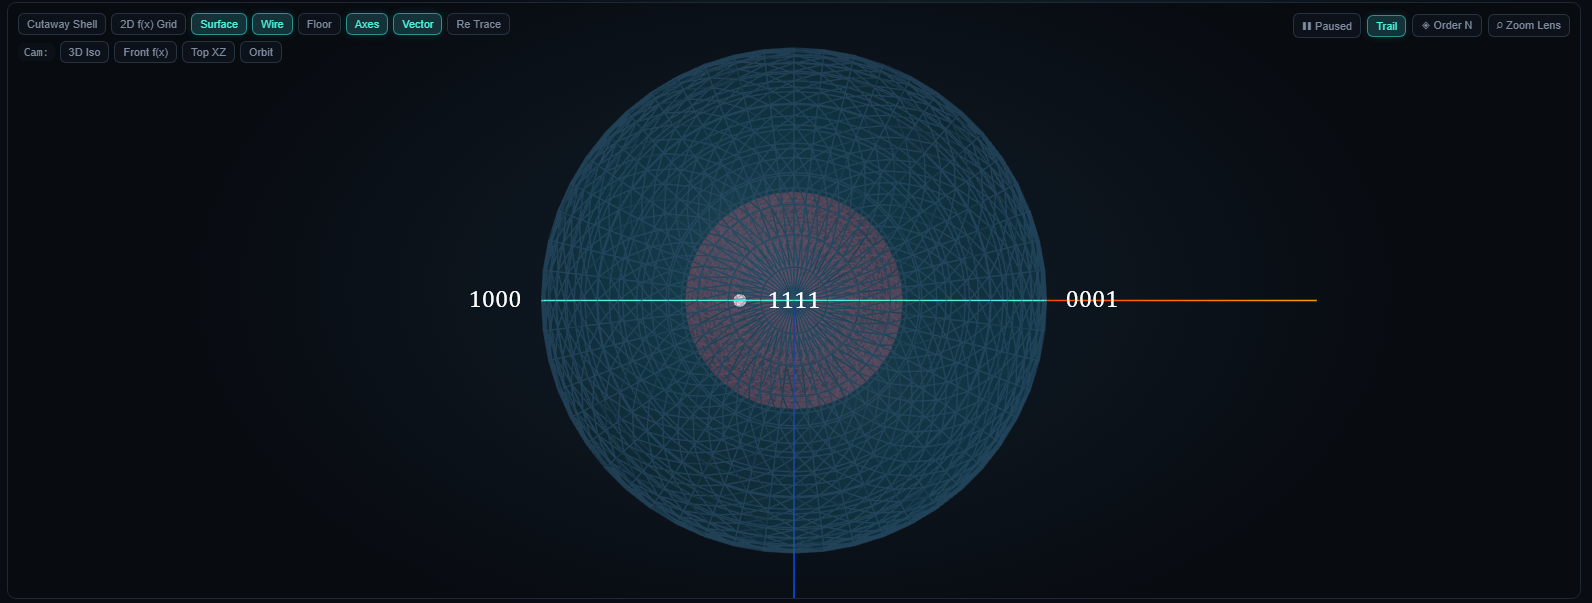 Cutaway Shell 2D f(x) Grid Surface Wire Floor Axes Vector Re Trace
Paused Trail ◈ Order N ⌕ Zoom Lens
Cam: 3D Iso Front f(x) Top XZ Orbit
1000 1111 0001